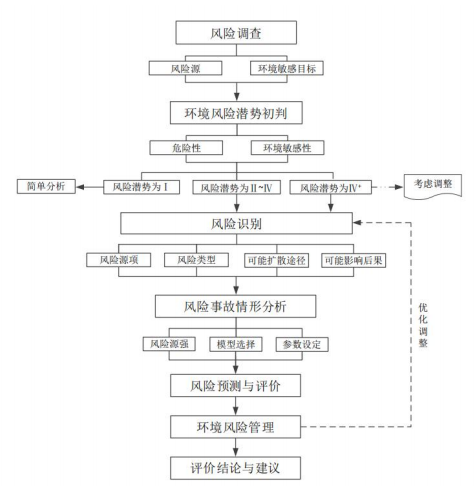 风险调查
风险源
环境敏感目标
环境风险潜势初判
危险性
环境敏感性
简单分析
风险潜势为Ⅰ
风险潜势为Ⅱ~Ⅳ
风险潜势为Ⅳ⁺
考虑调整
风险识别
风险源项
风险类型
可能扩散途径
可能影响后果
风险事故情形分析
风险源强
模型选择
参数设定
优化调整
风险预测与评价
环境风险管理
评价结论与建议